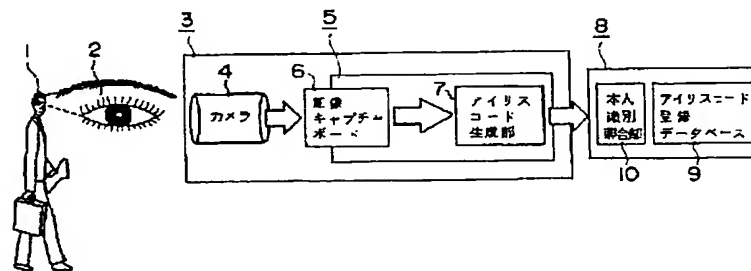 1
2
3
4
カメラ
5
6
キャプチャー
ボード
7
アイリス
コード
生成部
8
本人
識別
照合部
10
アイリスコード
登録
データベース
9